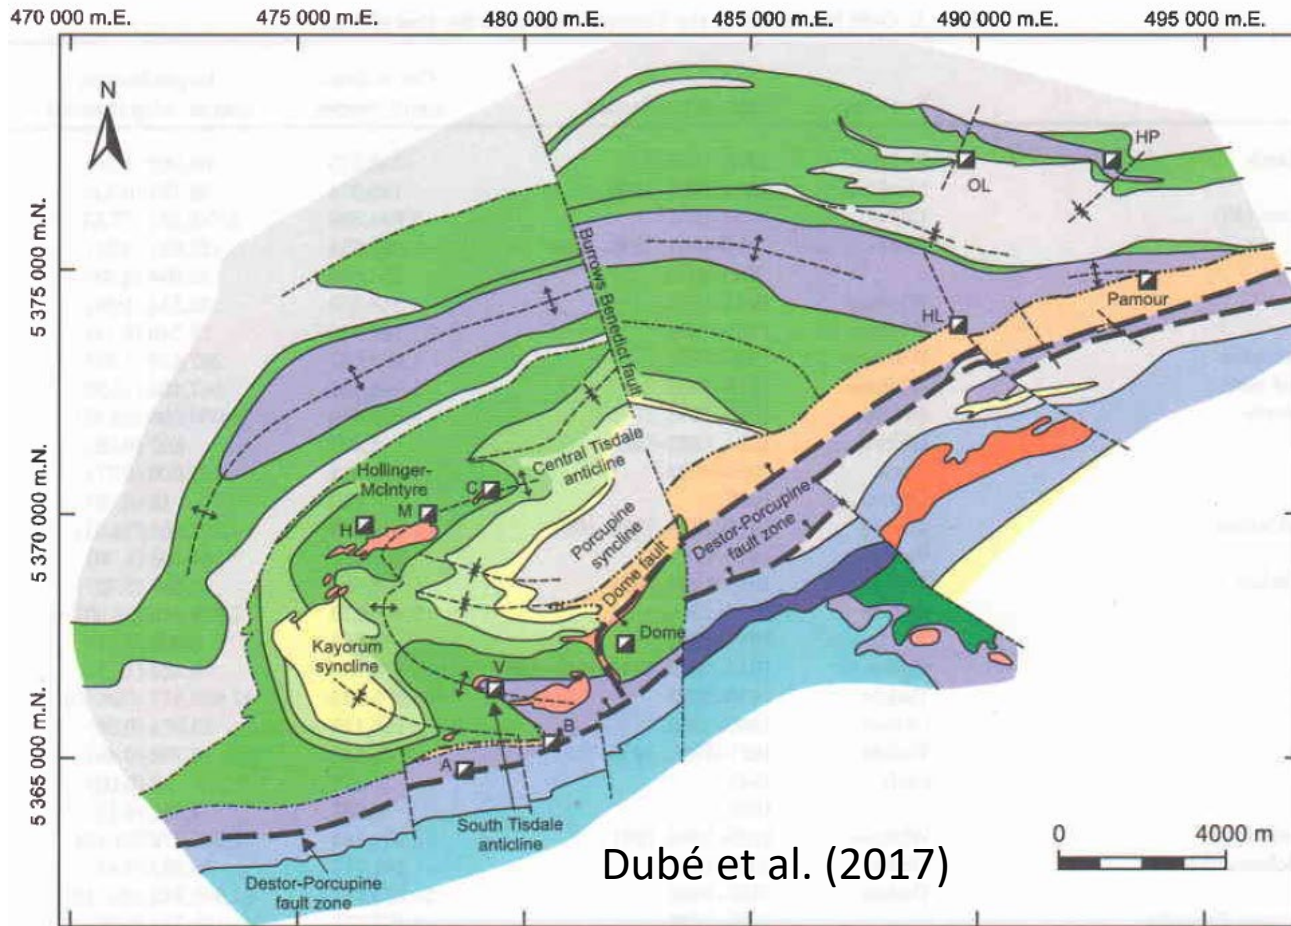 470 000 m.E.
475 000 m.E.
480 000 m.E.
485 000 m.E.
490 000 m.E.
495 000 m.E.
N
5 375 000 m.N.
5 370 000 m.N.
5 365 000 m.N.
HP
OL
Burrows Benedict fault
Pamour
HL
Central Tisdale
anticline
Hollinger-
McIntyre
C
M
H
Porcupine
syncline
Destor-Porcupine
fault zone
Dome fault
Dome
Kayorum
syncline
V
B
A
South Tisdale
anticline
Destor-Porcupine
fault zone
0
4000 m
Dubé et al. (2017)